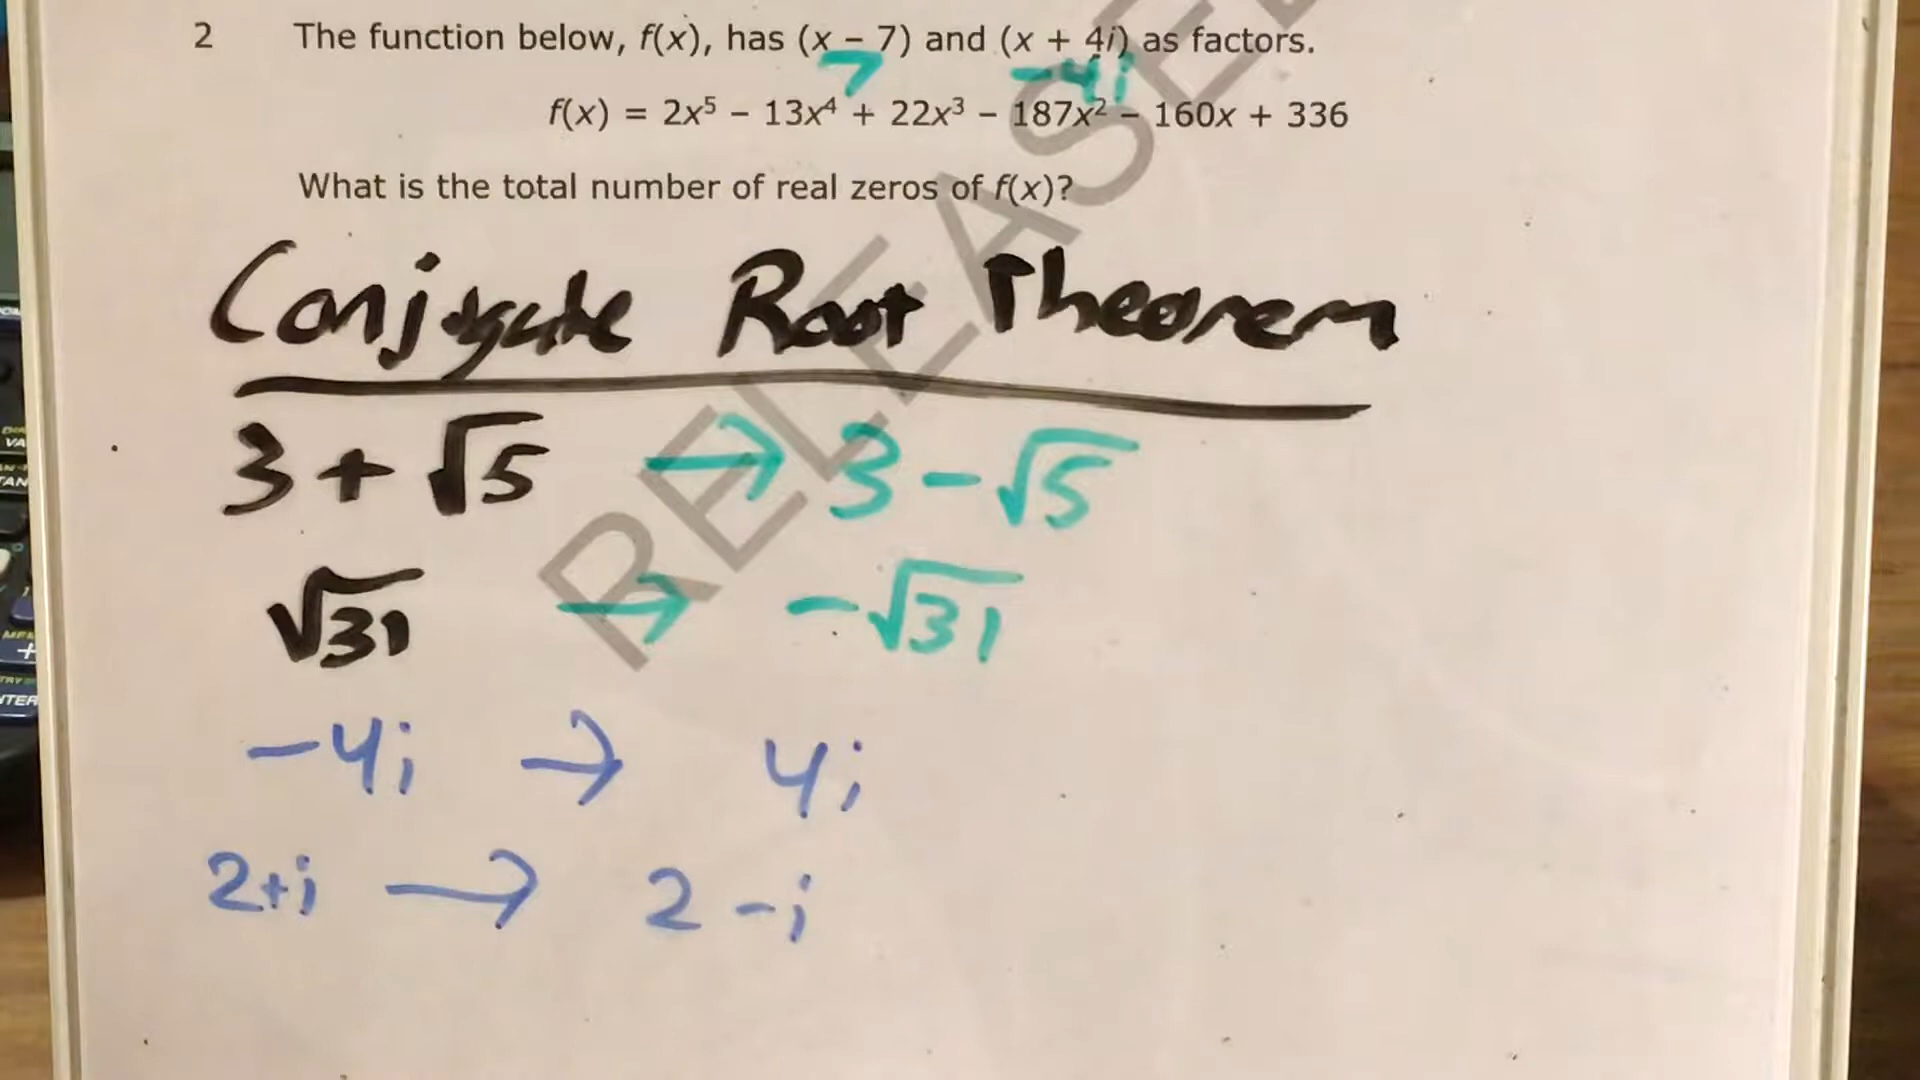 2 The function below, f(x), has (x – 7) and (x + 4i) as factors.
7 -4i
f(x) = 2x⁵ – 13x⁴ + 22x³ – 187x² – 160x + 336
What is the total number of real zeros of f(x)?
RELEASE
Conjugate Root Theorem
3 + √5 → 3 - √5
√31 → -√31
-4i → 4i
2+i → 2 - i